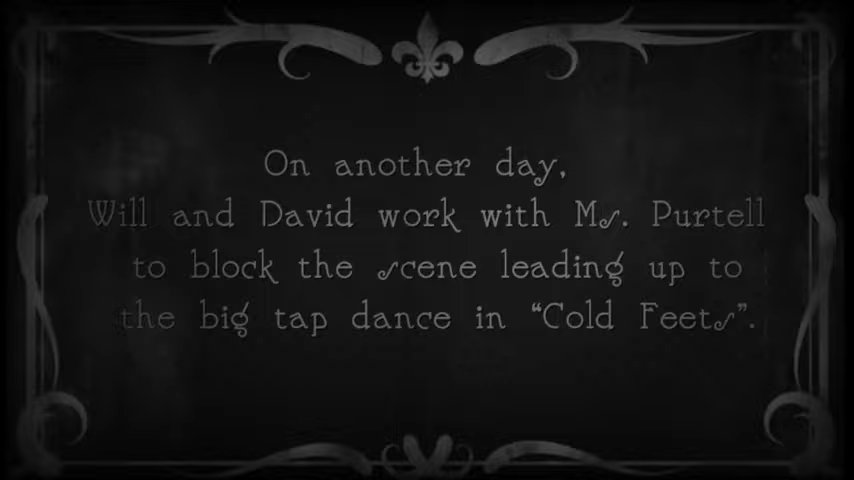 On another day,
Will and David work with Ms. Purtell
to block the scene leading up to
the big tap dance in “Cold Feets”.